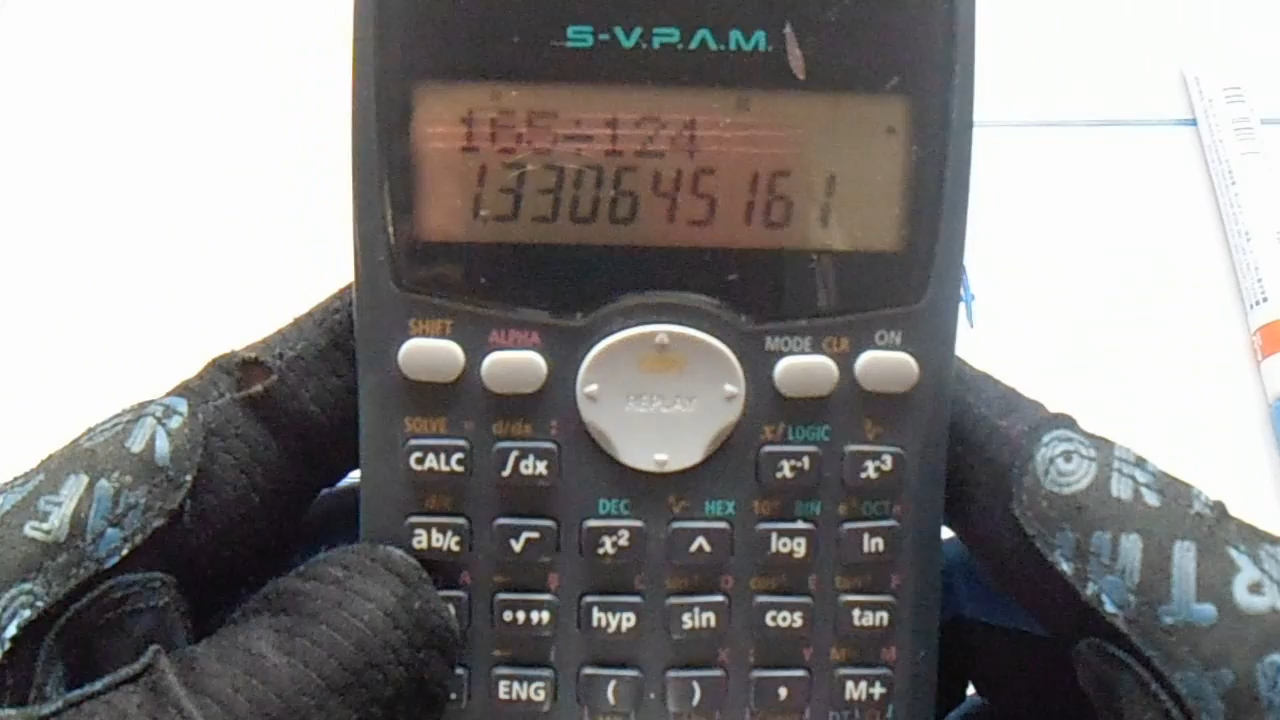 S-V.P.A.M.
165÷124
1.330645161
SHIFT ALPHA MODE CLR ON
REPLAY
SOLVE = d/dx : LOGIC
CALC ∫dx x⁻¹ x³
DEC HEX BIN OCT
ab/c √ x² ^ log ln
hyp sin cos tan
ENG ( ) , M+